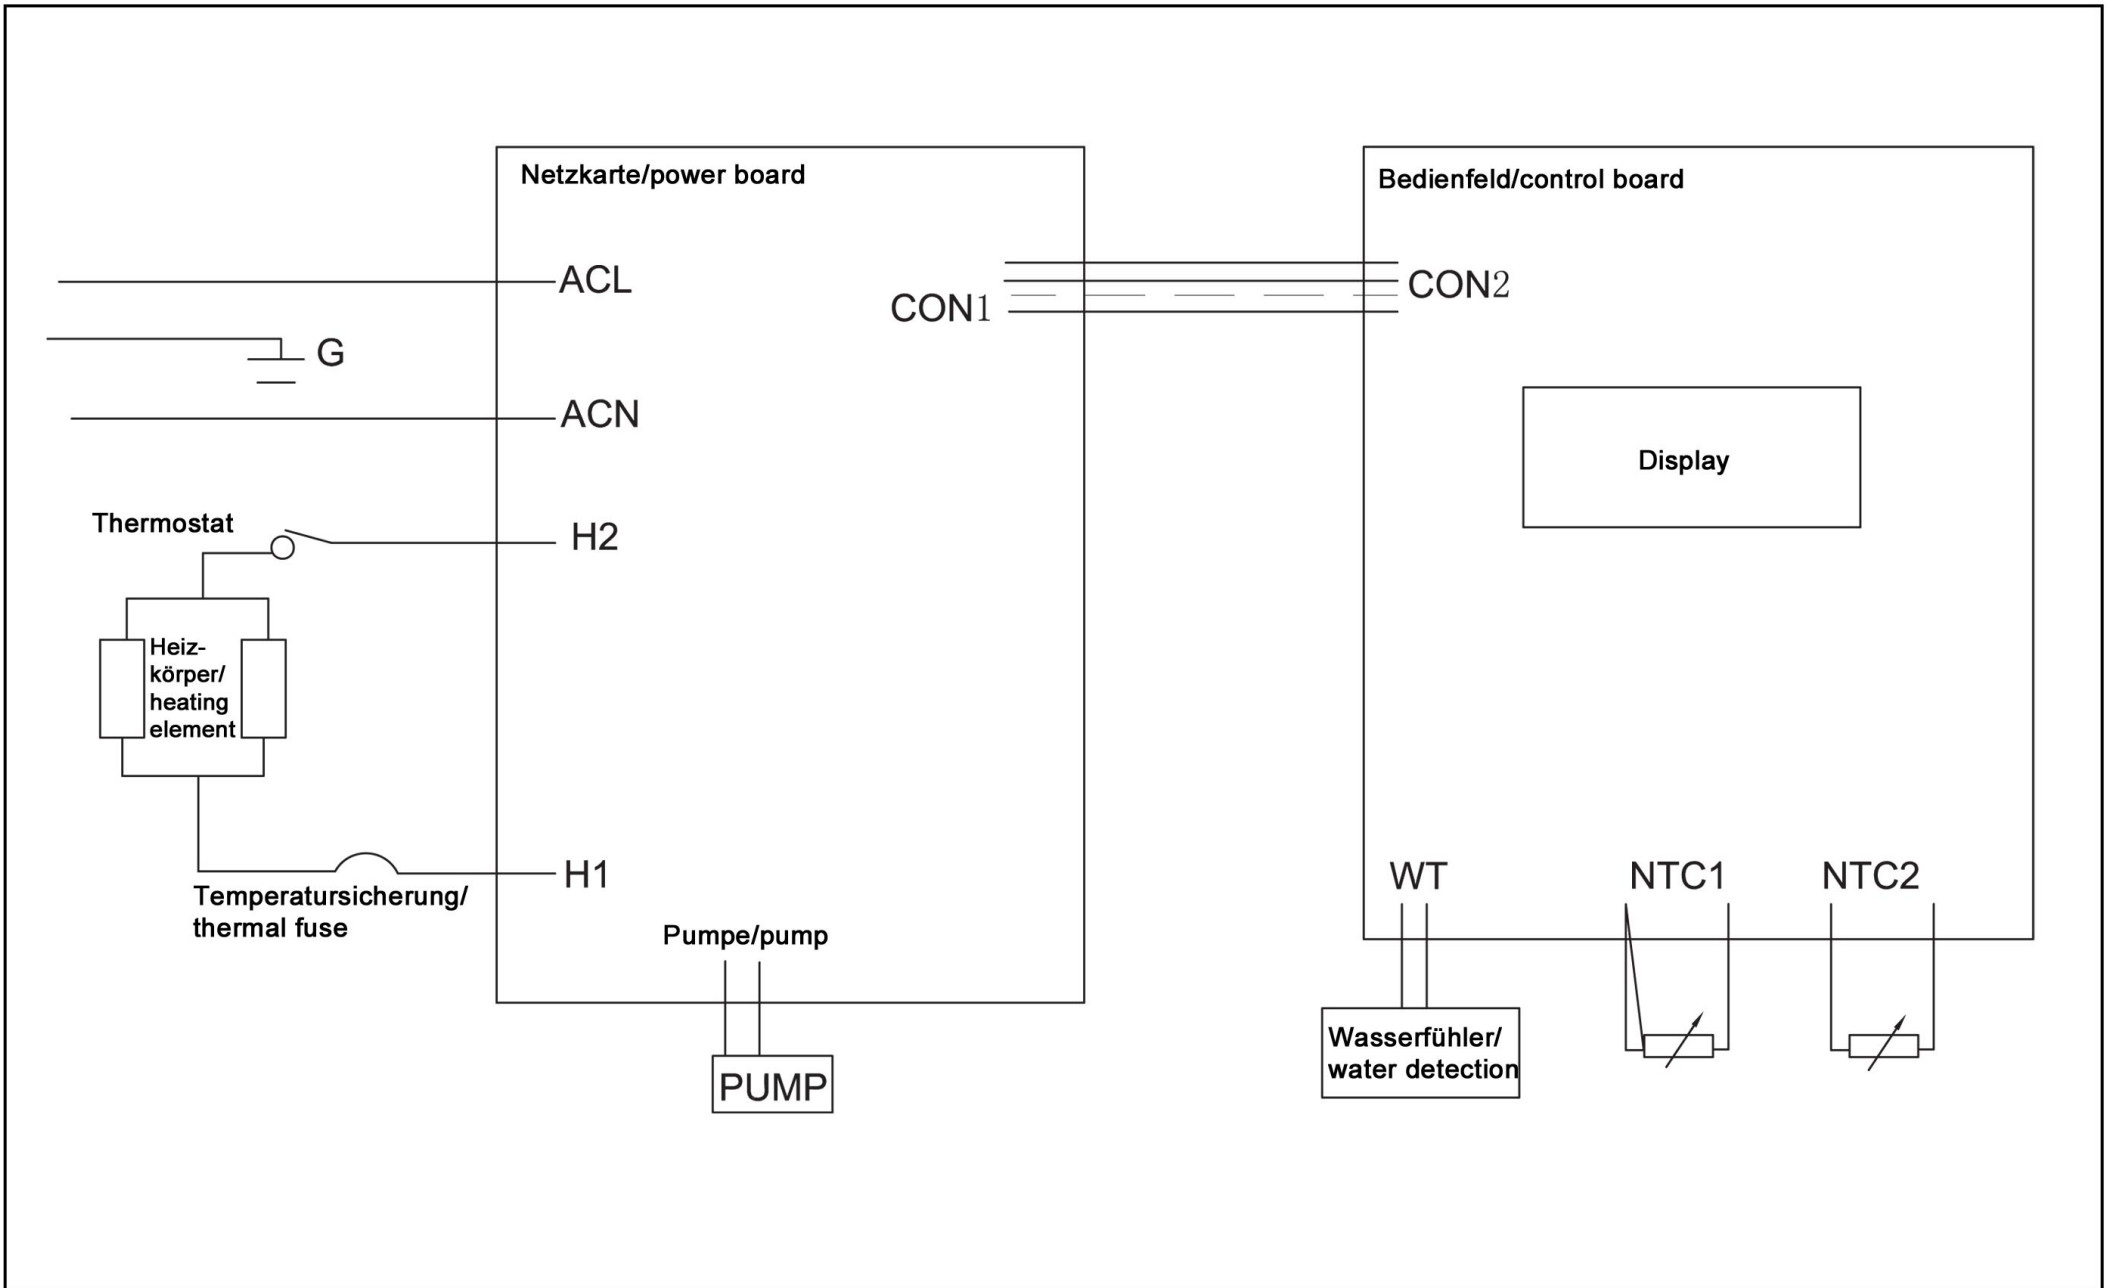 Netzkarte/power board
Bedienfeld/control board
ACL
CON2
CON1
G
ACN
Display
Thermostat
H2
Heiz-
körper/
heating
element
H1
Temperatursicherung/
thermal fuse
Pumpe/pump
PUMP
WT
NTC1
NTC2
Wasserfühler/
water detection